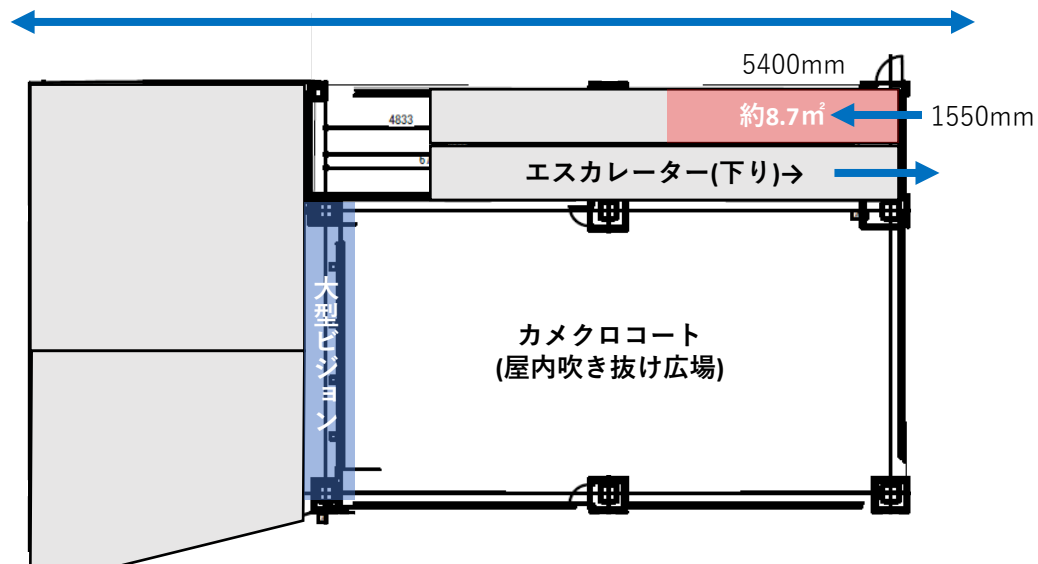 5400mm
約8.7㎡
1550mm
4833
エスカレーター(下り)→
大型ビジョン
カメクロコート
(屋内吹き抜け広場)